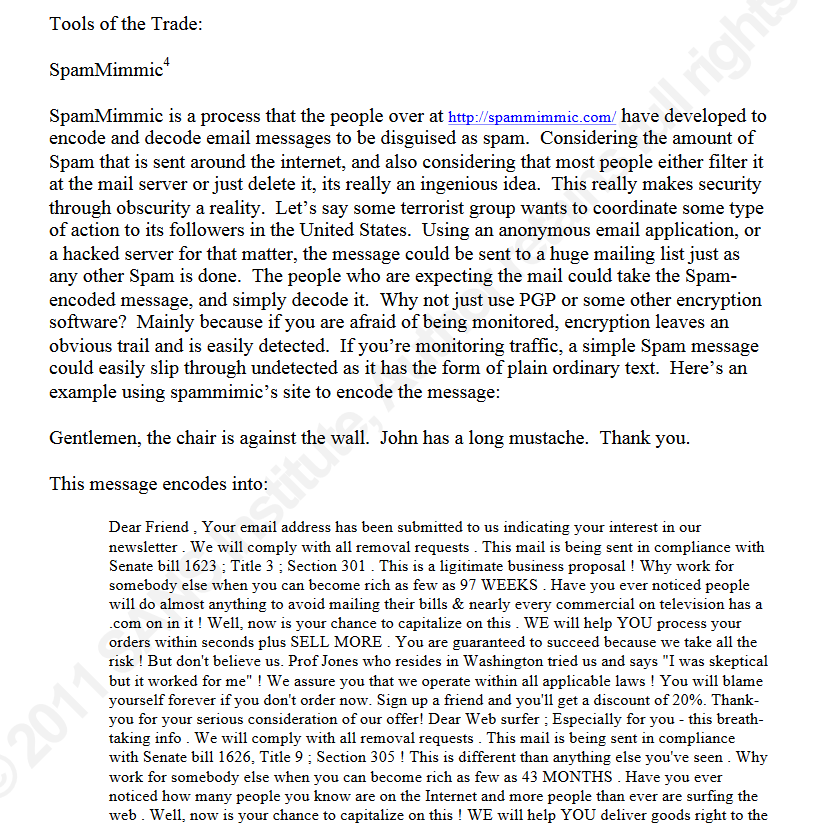 Tools of the Trade:
SpamMimmic4
SpamMimmic is a process that the people over at http://spammimmic.com/ have developed to
encode and decode email messages to be disguised as spam.  Considering the amount of
Spam that is sent around the internet, and also considering that most people either filter it
at the mail server or just delete it, its really an ingenious idea.  This really makes security
through obscurity a reality.  Let's say some terrorist group wants to coordinate some type
of action to its followers in the United States.  Using an anonymous email application, or
a hacked server for that matter, the message could be sent to a huge mailing list just as
any other Spam is done.  The people who are expecting the mail could take the Spam-
encoded message, and simply decode it.  Why not just use PGP or some other encryption
software?  Mainly because if you are afraid of being monitored, encryption leaves an
obvious trail and is easily detected.  If you're monitoring traffic, a simple Spam message
could easily slip through undetected as it has the form of plain ordinary text.  Here's an
example using spammimic's site to encode the message:
Gentlemen, the chair is against the wall.  John has a long mustache.  Thank you.
This message encodes into:
Dear Friend , Your email address has been submitted to us indicating your interest in our
newsletter . We will comply with all removal requests . This mail is being sent in compliance with
Senate bill 1623 ; Title 3 ; Section 301 . This is a ligitimate business proposal ! Why work for
somebody else when you can become rich as few as 97 WEEKS . Have you ever noticed people
will do almost anything to avoid mailing their bills & nearly every commercial on television has a
.com on in it ! Well, now is your chance to capitalize on this . WE will help YOU process your
orders within seconds plus SELL MORE . You are guaranteed to succeed because we take all the
risk ! But don't believe us. Prof Jones who resides in Washington tried us and says "I was skeptical
but it worked for me" ! We assure you that we operate within all applicable laws ! You will blame
yourself forever if you don't order now. Sign up a friend and you'll get a discount of 20%. Thank-
you for your serious consideration of our offer! Dear Web surfer ; Especially for you - this breath-
taking info . We will comply with all removal requests . This mail is being sent in compliance
with Senate bill 1626, Title 9 ; Section 305 ! This is different than anything else you've seen . Why
work for somebody else when you can become rich as few as 43 MONTHS . Have you ever
noticed how many people you know are on the Internet and more people than ever are surfing the
web . Well, now is your chance to capitalize on this ! WE will help YOU deliver goods right to the
© 2011 SANS Institute, Author retains full rights